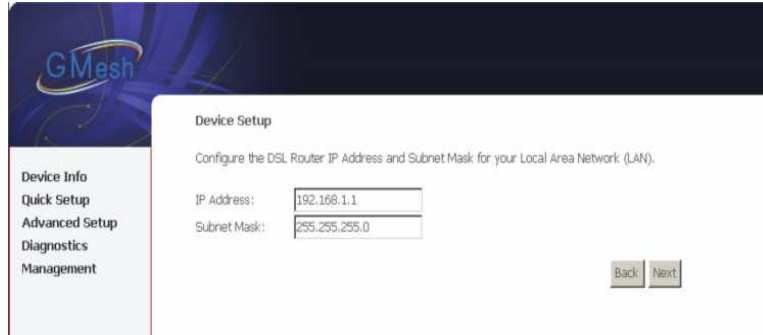 GMesh
Device Setup
Configure the DSL Router IP Address and Subnet Mask for your Local Area Network (LAN).
Device Info
Quick Setup
Advanced Setup
Diagnostics
Management
IP Address: 192.168.1.1
Subnet Mask: 255.255.255.0
Back Next